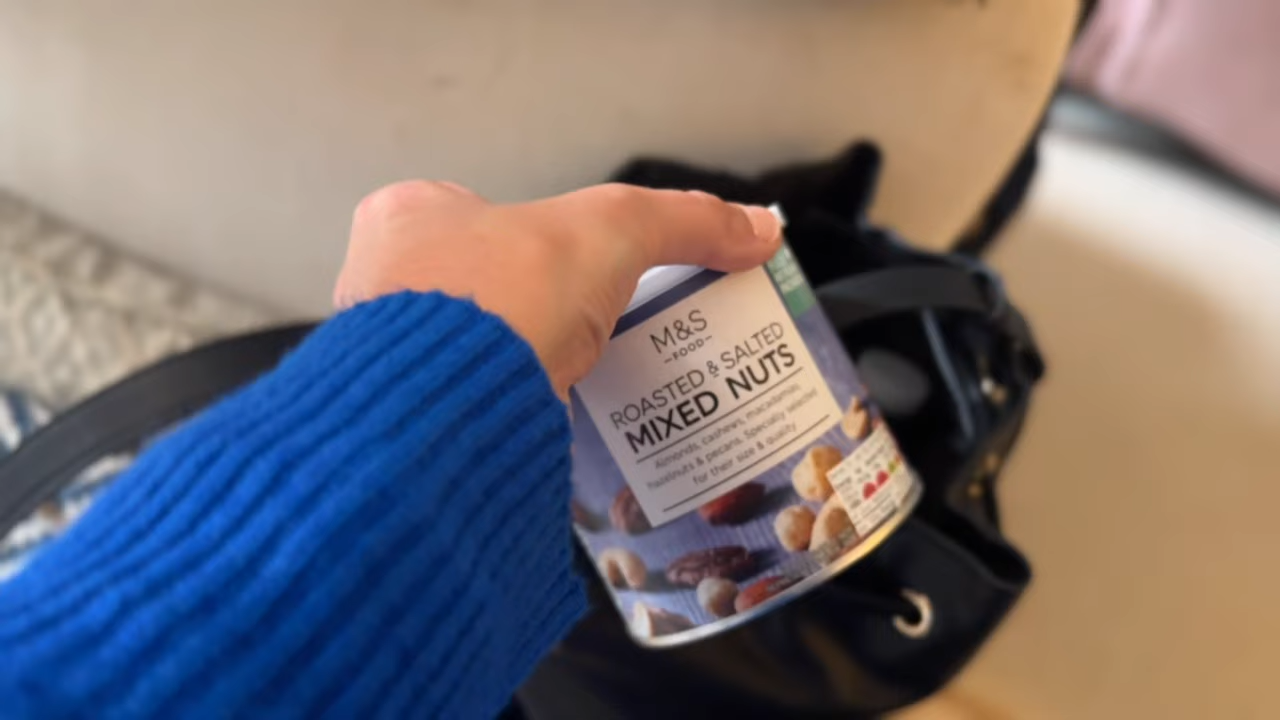 M&S
—FOOD—
ROASTED & SALTED
MIXED NUTS
Almonds, cashews, macadamias,
hazelnuts & pecans. Specially selected
for their size & quality